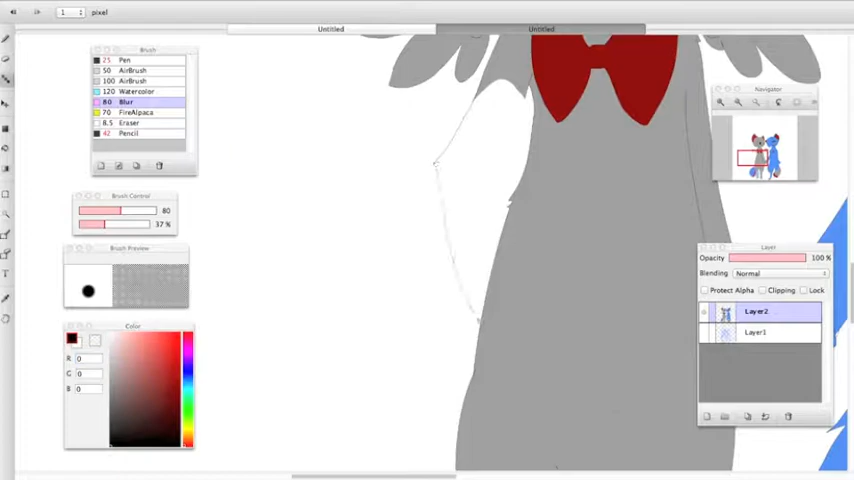 1 pixel
Untitled
Untitled
Brush
25 Pen
50 AirBrush
100 AirBrush
120 Watercolor
80 Blur
70 FireAlpaca
8.5 Eraser
42 Pencil
Brush Control
80
37 %
Brush Preview
Color
R 0
G 0
B 0
Navigator
Layer
Opacity 100 %
Blending Normal
Protect Alpha Clipping Lock
Layer2
Layer1